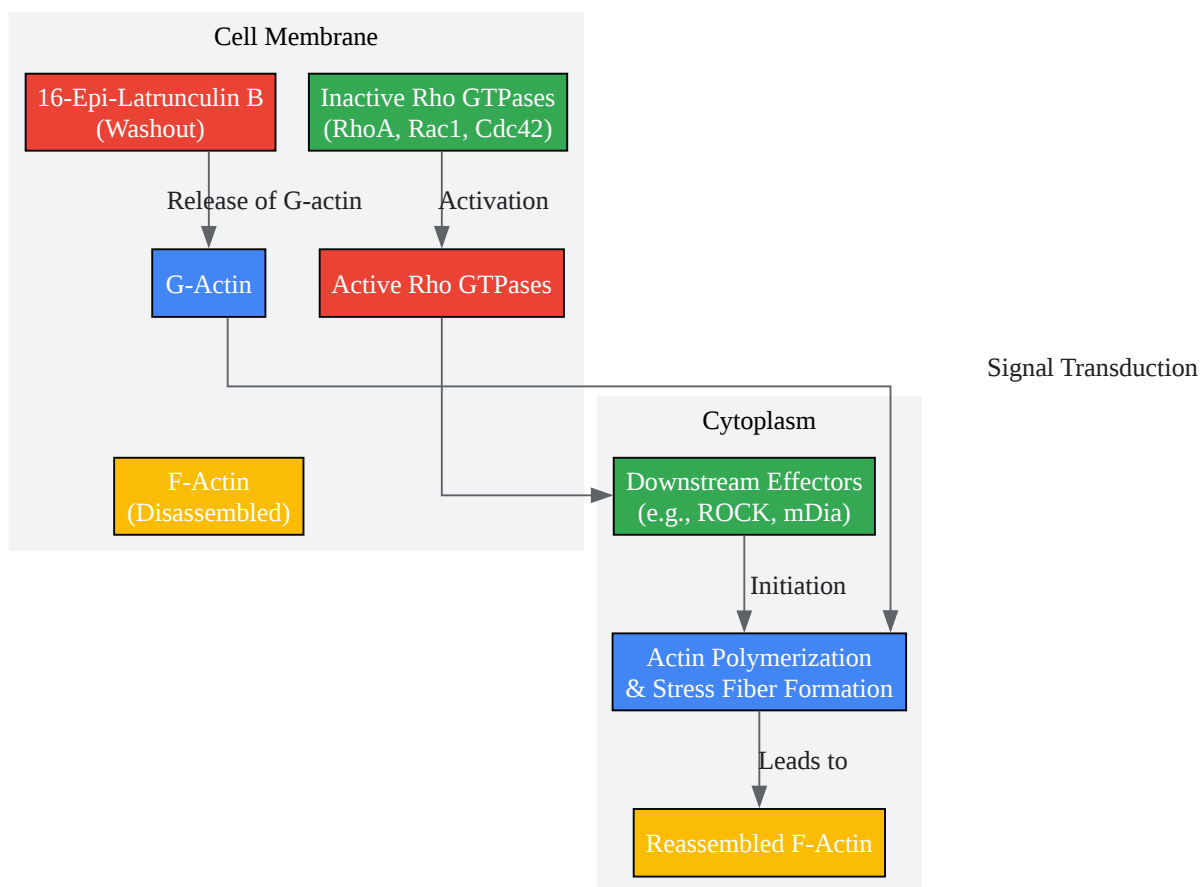 Cell Membrane
16-Epi-Latrunculin B
(Washout)
Inactive Rho GTPases
(RhoA, Rac1, Cdc42)
Release of G-actin
Activation
G-Actin
Active Rho GTPases
Signal Transduction
Cytoplasm
F-Actin
(Disassembled)
Downstream Effectors
(e.g., ROCK, mDia)
Initiation
Actin Polymerization
& Stress Fiber Formation
Leads to
Reassembled F-Actin